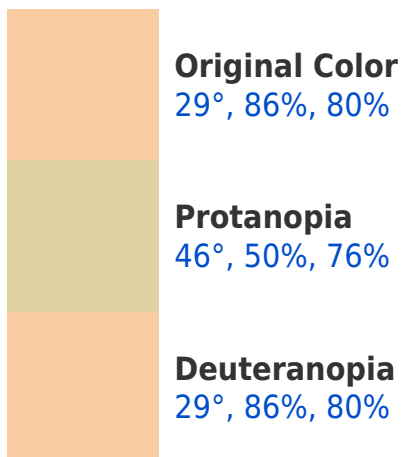 Original Color
29°, 86%, 80%
Protanopia
46°, 50%, 76%
Deuteranopia
29°, 86%, 80%